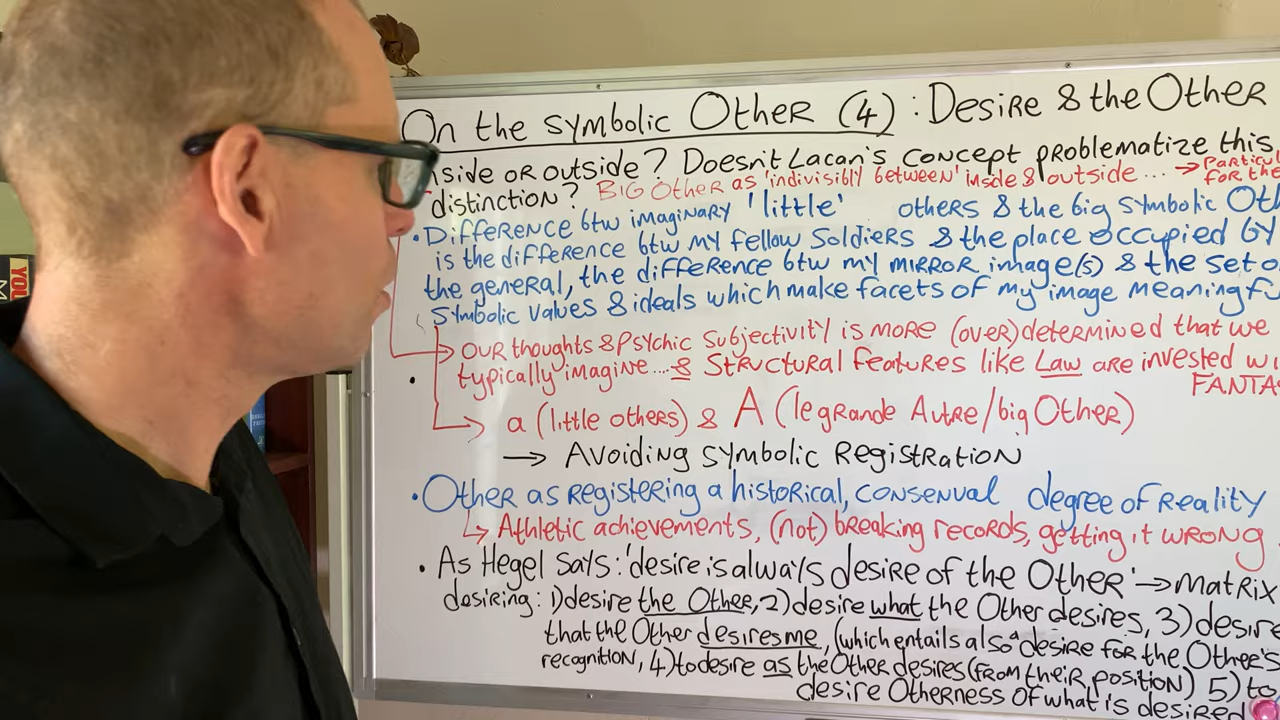 On the symbolic Other (4) : Desire & the Other
nside or outside? Doesn't Lacan's concept problematize this
distinction? Big Other as 'indivisibly between' inside & outside ... → Particul
for the
• Difference btw imaginary 'little' others & the big symbolic Oth
is the difference btw my fellow soldiers & the place occupied by
the general, the difference btw my mirror image(s) & the set o
symbolic values & ideals which make facets of my image meaningfu
→ our thoughts & psychic subjectivity is more (over)determined that we
typically imagine .... & structural features like Law are invested wi
FANTA
•
→ a (little others) & A (le grande Autre/big Other)
→ Avoiding symbolic Registration
• Other as registering a historical, consenual degree of reality
↳ Athletic achievements, (not) breaking records, getting it wrong .
• As Hegel says: 'desire is always desire of the Other' → matrix
desiring: 1) desire the Other, 2) desire what the Other desires, 3) desire
that the Other desires me, (which entails also a desire for the Other's
recognition, 4) to desire as the Other desires (from their position) 5) to
desire Otherness of what is desired
YOU